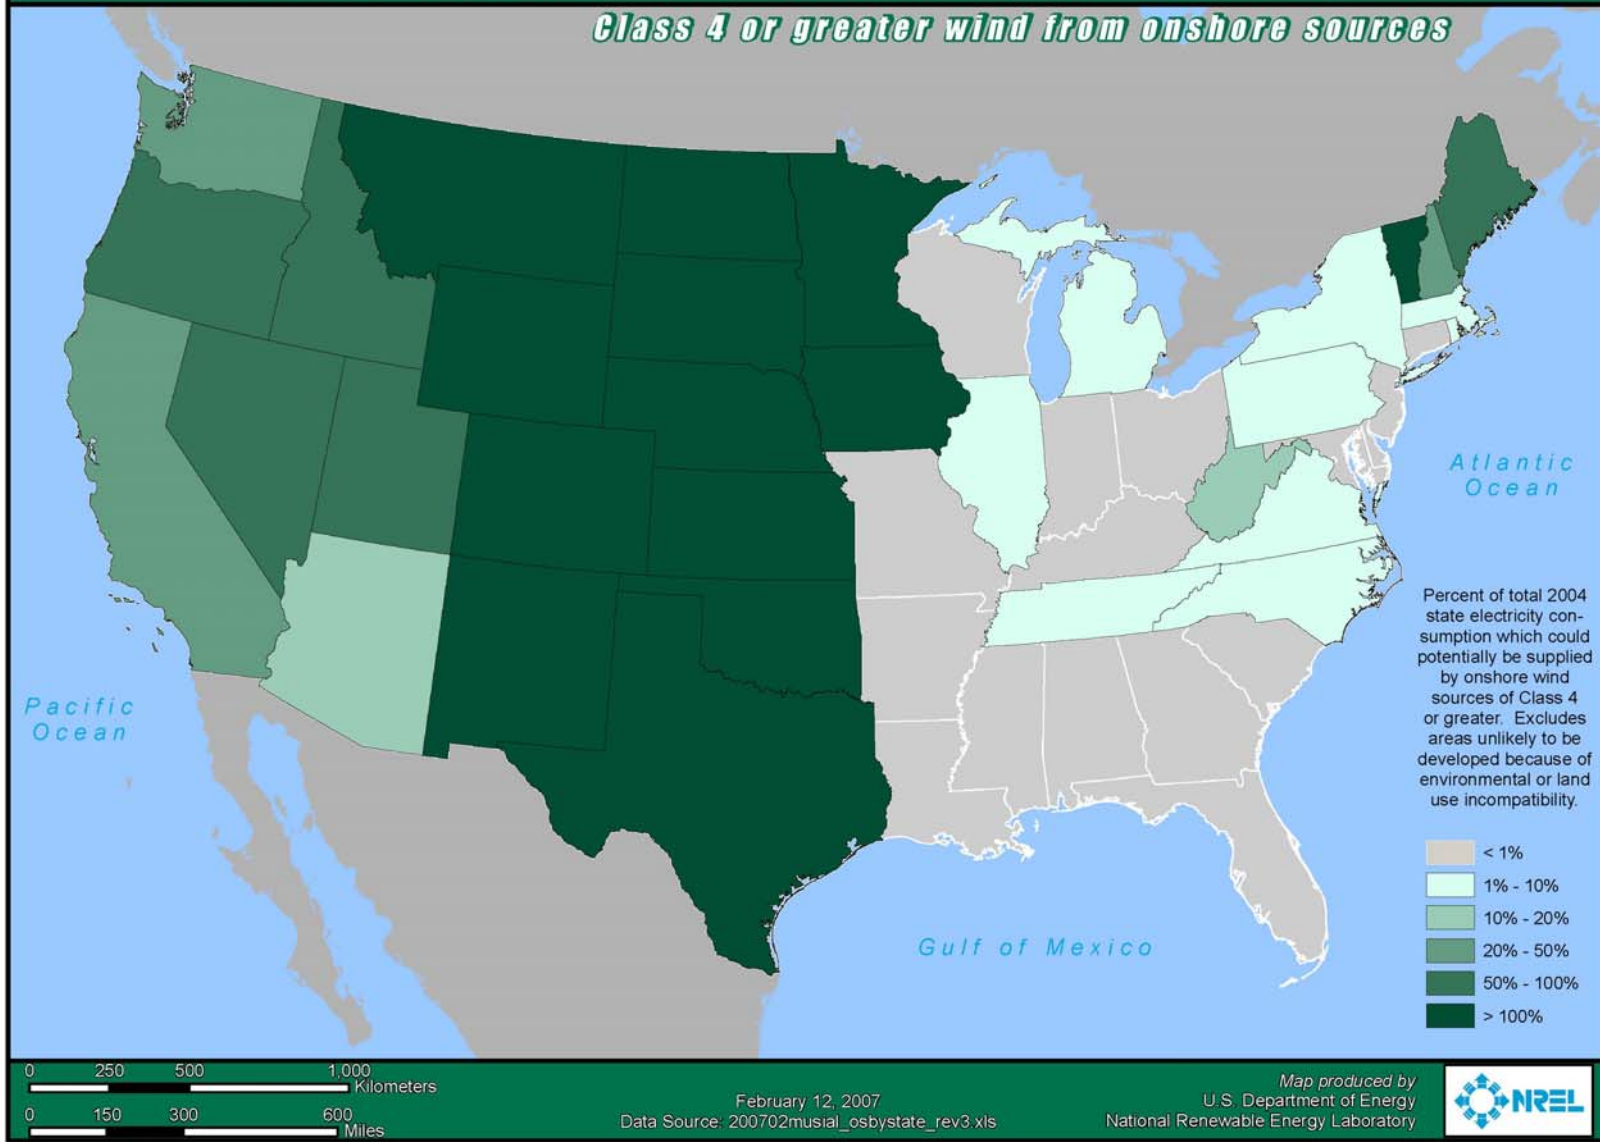 Class 4 or greater wind from onshore sources
Atlantic
Ocean
Pacific
Ocean
Gulf of Mexico
Percent of total 2004
state electricity con-
sumption which could
potentially be supplied
by onshore wind
sources of Class 4
or greater. Excludes
areas unlikely to be
developed because of
environmental or land
use incompatibility.
< 1%
1% - 10%
10% - 20%
20% - 50%
50% - 100%
> 100%
0 250 500 1,000
Kilometers
0 150 300 600
Miles
February 12, 2007
Data Source: 200702musial_osbystate_rev3.xls
Map produced by
U.S. Department of Energy
National Renewable Energy Laboratory
NREL